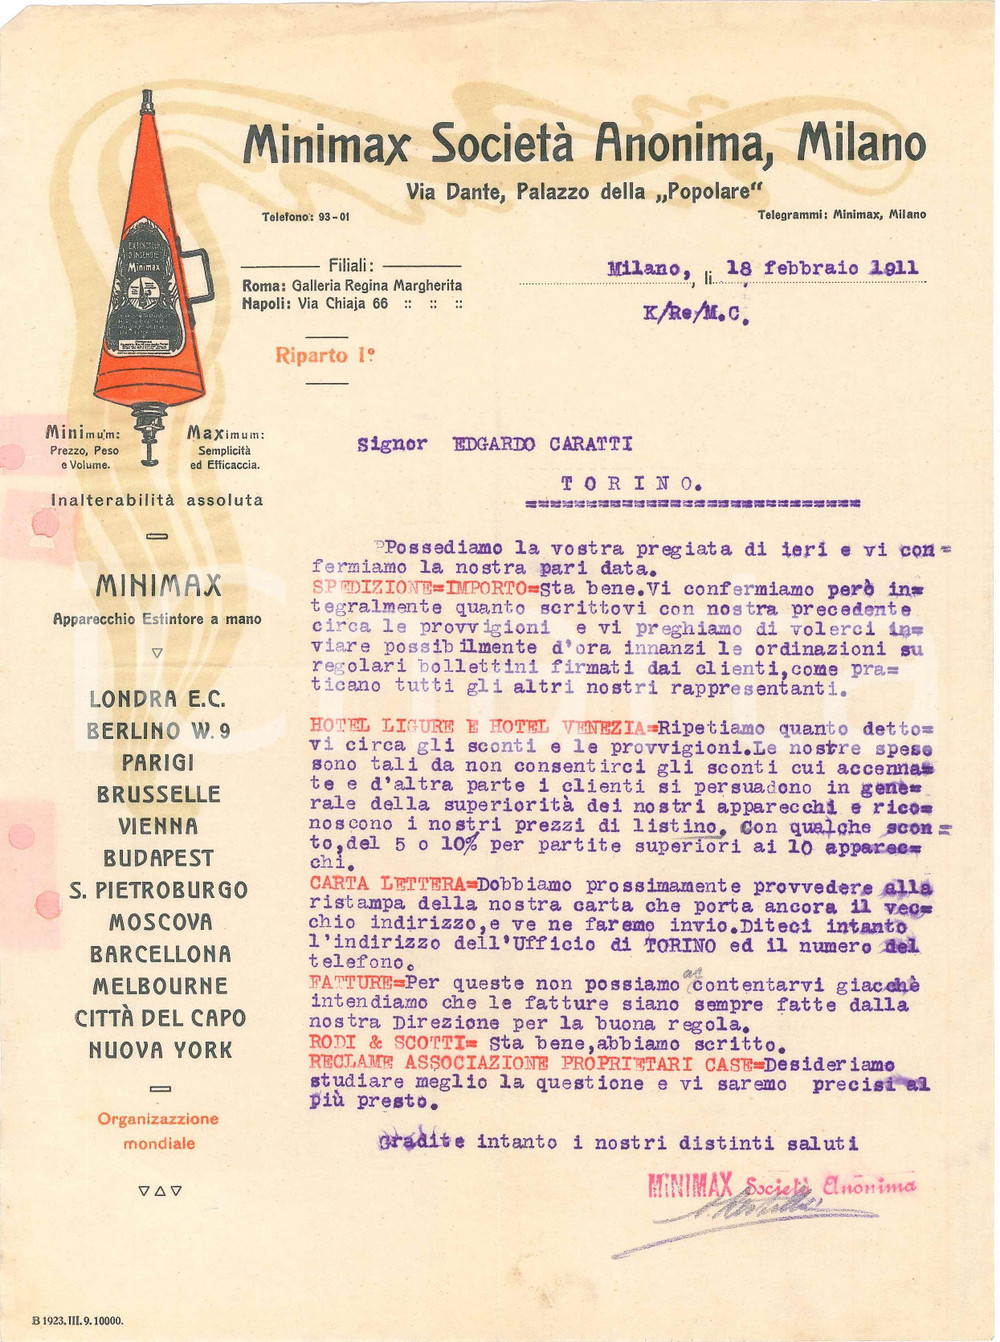 Minimax Società Anonima, Milano
Via Dante, Palazzo della „Popolare“
Telefono: 93-01
Telegrammi: Minimax, Milano
Filiali:
Roma: Galleria Regina Margherita
Napoli: Via Chiaja 66 :: :: ::
Milano, li 18 febbraio 1911
K/Re/M.C.
Riparto Iº
Minimax
Minimum:
Prezzo, Peso
e Volume.
Maximum:
Semplicità
ed Efficaccia.
Inalterabilità assoluta
MINIMAX
Apparecchio Estintore a mano
LONDRA E.C.
BERLINO W. 9
PARIGI
BRUSSELLE
VIENNA
BUDAPEST
S. PIETROBURGO
MOSCOVA
BARCELLONA
MELBOURNE
CITTÀ DEL CAPO
NUOVA YORK
Organizazzione
mondiale
Signor EDGARDO CARATTI
TORINO.
Possediamo la vostra pregiata di ieri e vi con=
fermiamo la nostra pari data.
SPEDIZIONE=IMPORTO=Sta bene.Vi confermiamo però in=
tegralmente quanto scrittovi con nostra precedente
circa le provvigioni e vi preghiamo di volerci in=
viare possibilmente d'ora innanzi le ordinazioni su
regolari bollettini firmati dai clienti,come pra=
ticano tutti gli altri nostri rappresentanti.
HOTEL LIGURE E HOTEL VENEZIA=Ripetiamo quanto detto=
vi circa gli sconti e le provvigioni.Le nostre spese
sono tali da non consentirci gli sconti cui accenna=
te e d'altra parte i clienti si persuadono in gene=
rale della superiorità dei nostri apparecchi e rico=
noscono i nostri prezzi di listino, con qualche scon=
to,del 5 o 10% per partite superiori ai 10 apparec=
chi.
CARTA LETTERA=Dobbiamo prossimamente provvedere alla
ristampa della nostra carta che porta ancora il vec=
chio indirizzo,e ve ne faremo invio.Diteci intanto
l'indirizzo dell'Ufficio di TORINO ed il numero del
telefono.
FATTURE=Per queste non possiamo accontentarvi giacchè
intendiamo che le fatture siano sempre fatte dalla
nostra Direzione per la buona regola.
RODI & SCOTTI= Sta bene,abbiamo scritto.
RECLAME ASSOCIAZIONE PROPRIETARI CASE=Desideriamo
studiare meglio la questione e vi saremo precisi al
più presto.
Gradite intanto i nostri distinti saluti
MINIMAX Società Anonima
B 1923. III. 9. 10000.